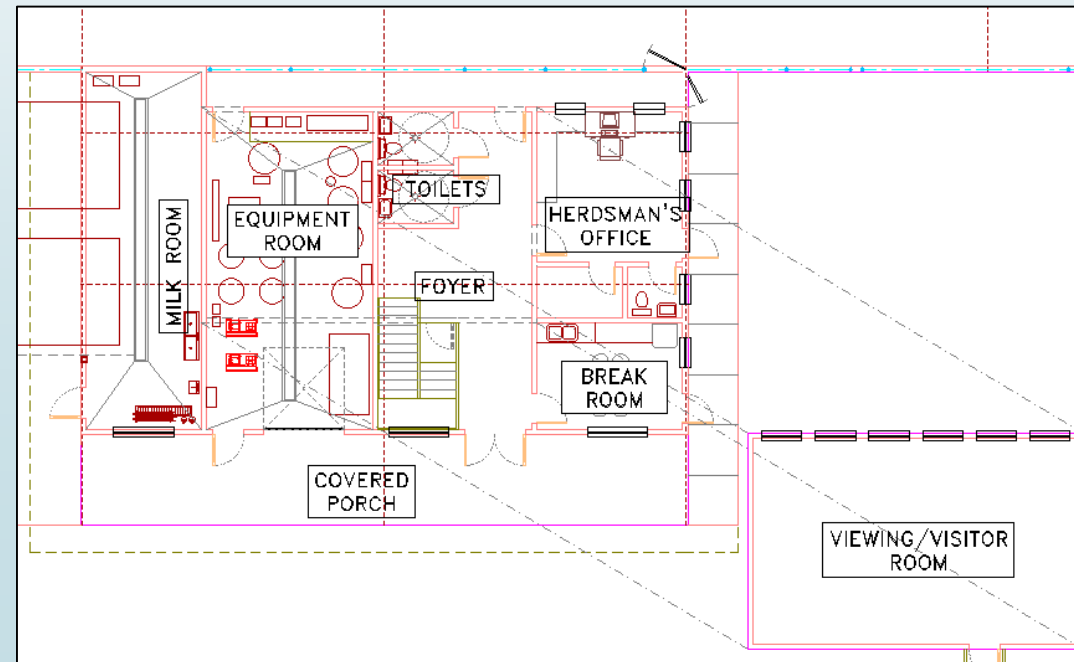 TOILETS
MILK ROOM
EQUIPMENT
ROOM
HERDSMAN'S
OFFICE
FOYER
BREAK
ROOM
COVERED
PORCH
VIEWING/VISITOR
ROOM